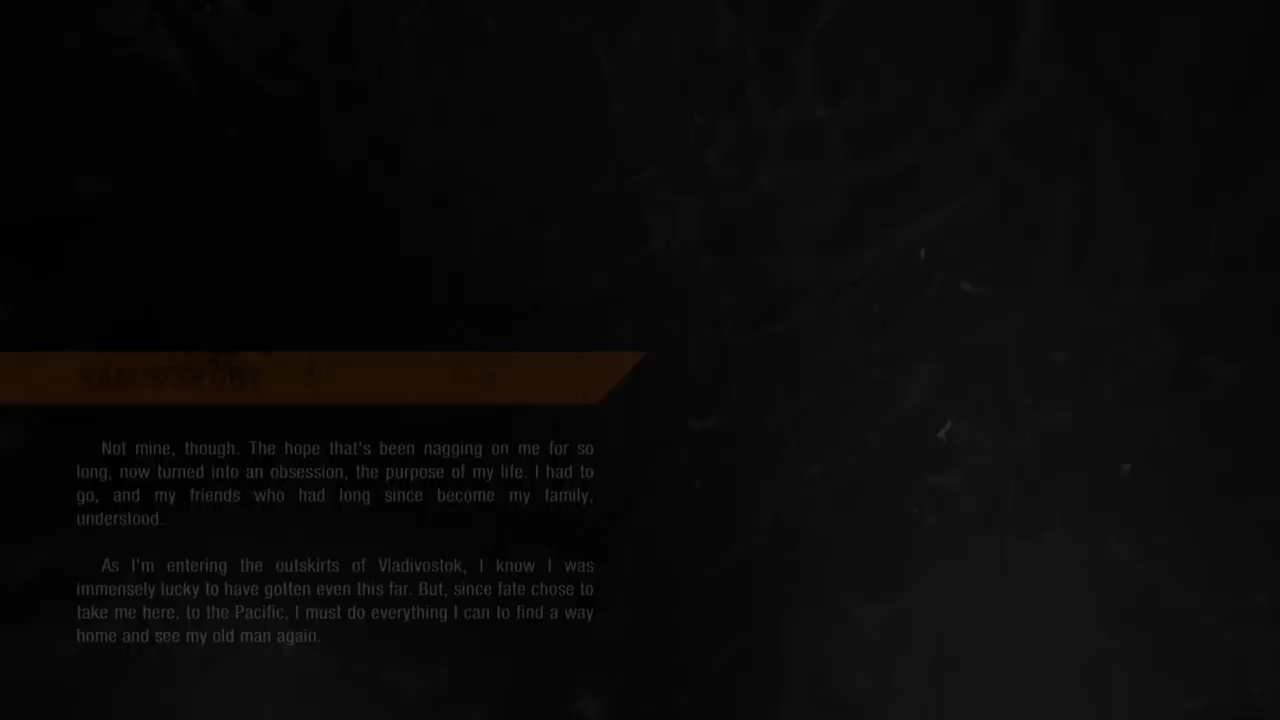 Not mine, though. The hope that's been nagging on me for so
long, now turned into an obsession, the purpose of my life. I had to
go, and my friends who had long since become my family,
understood.
As I'm entering the outskirts of Vladivostok, I know I was
immensely lucky to have gotten even this far. But, since fate chose to
take me here, to the Pacific, I must do everything I can to find a way
home and see my old man again.